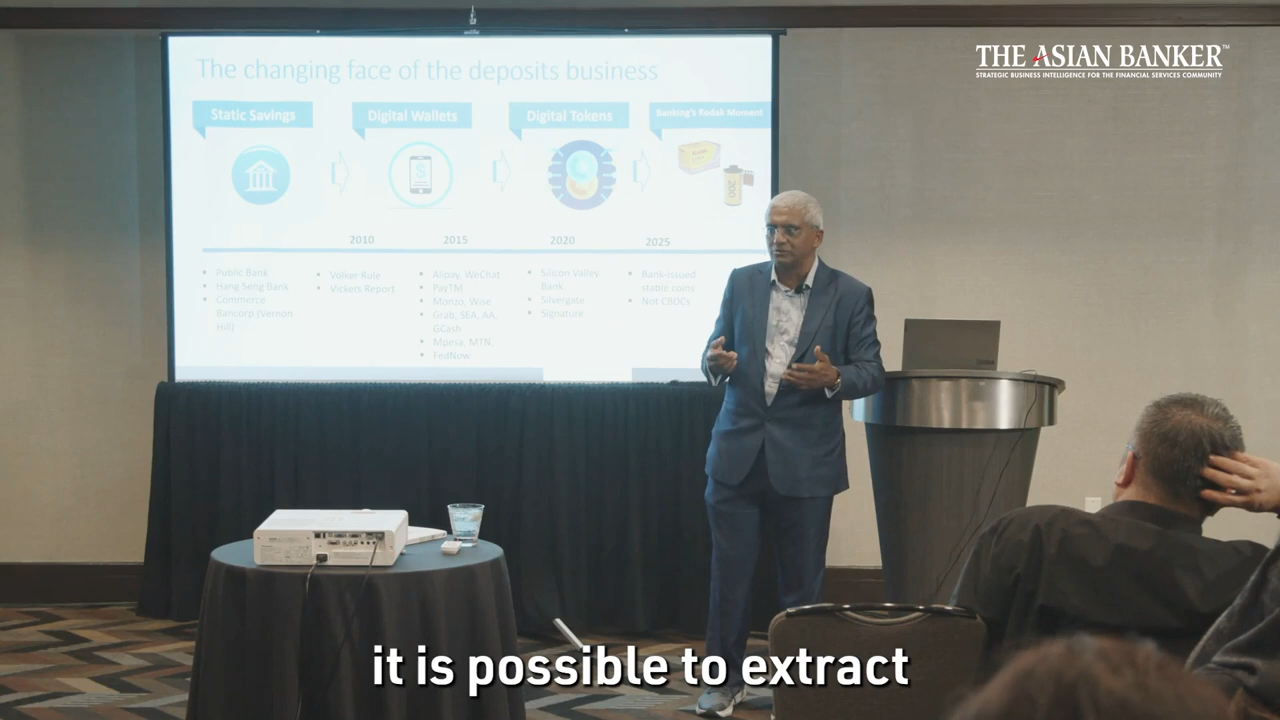 THE ASIAN BANKER™
STRATEGIC BUSINESS INTELLIGENCE FOR THE FINANCIAL SERVICES COMMUNITY
The changing face of the deposits business
Static Savings
Digital Wallets
Digital Tokens
Banking's Kodak Moment
Kodak
200
2010
2015
2020
2025
▪ Public Bank
▪ Hang Seng Bank
▪ Commerce
Bancorp (Vernon
Hill)
▪ Volker Rule
▪ Vickers Report
▪ Alipay, WeChat
▪ PayTM
▪ Monzo, Wise
▪ Grab, SEA, AA,
GCash
▪ Mpesa, MTN,
▪ FedNow
▪ Silicon Valley
Bank
▪ Silvergate
▪ Signature
▪ Bank-issued
stable coins
▪ Not CBDCs
it is possible to extract